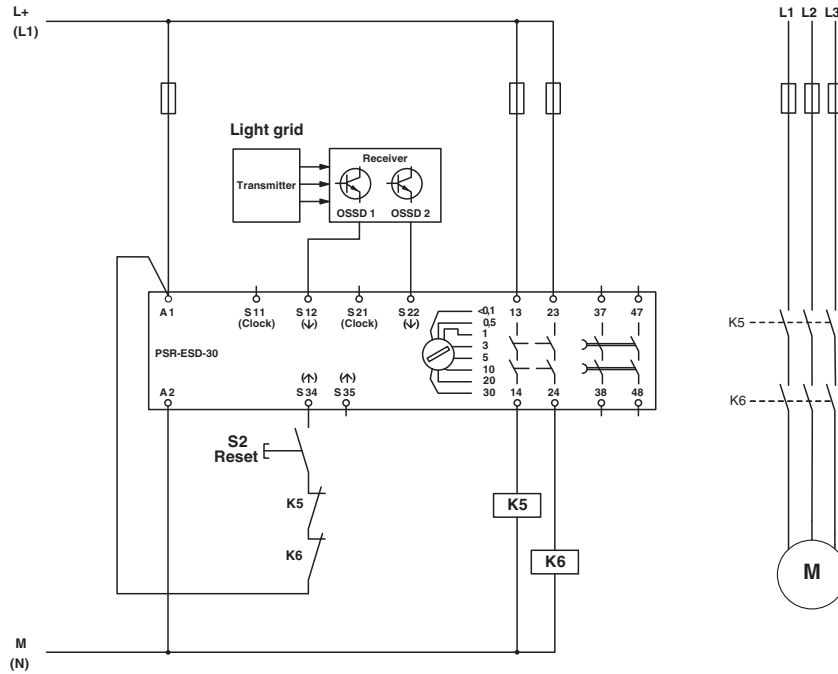 L+
(L1)
L1 L2 L3
Light grid
Transmitter
Receiver
OSSD 1 OSSD 2
A1 S11 S12 S21 S22 <0,1 13 23 37 47
(Clock) (↓) (Clock) (↓) 0,5
1
3
5
10
20
30
PSR-ESD-30
(↑) (↑)
A2 S34 S35 14 24 38 48
S2
Reset
K5
K6
K5
K6
K5
K6
M
M
(N)